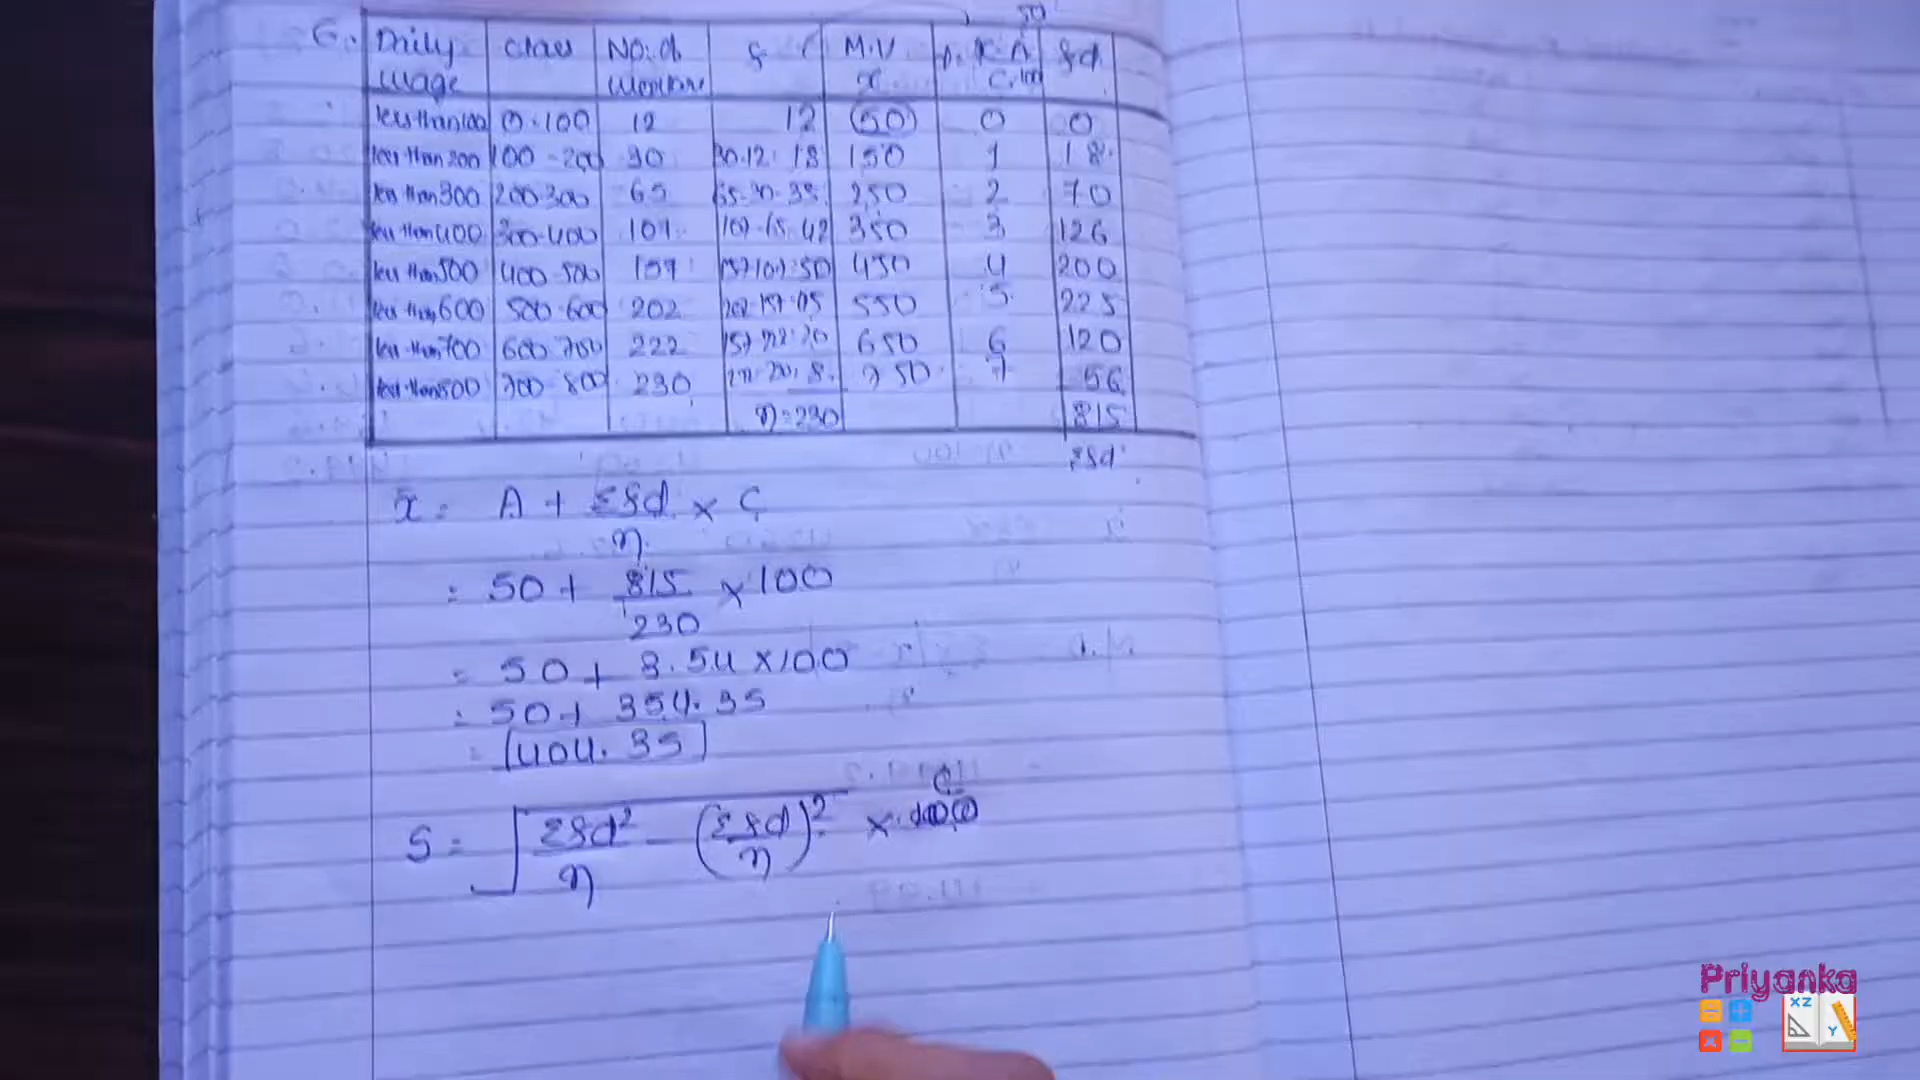 50
6. Daily Class No. of f M.V d. x-A fd
wage workers x c.100
less than 100 0-100 12 12 50 0 0
less than 200 100-200 30 30-12=18 150 1 18
less than 300 200-300 65 65-30=35 250 2 70
less than 400 300-400 107 107-65=42 350 3 126
less than 500 400-500 157 157-107=50 450 4 200
less than 600 500-600 202 202-157=45 550 5 225
less than 700 600-700 222 650 6 120
less than 500 700-800 230 8 750 7 56
n=230 815
Σfd
x̄ = A + Σfd/n × C
= 50 + 815/230 × 100
= 50 + 3.54 × 100
= 50 + 354.35
= 404.35
S = √Σfd²/n - (Σfd/n)² × C
Priyanka
XZ
Y